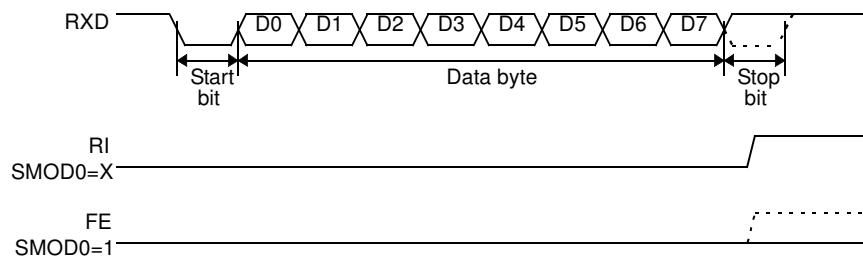 RXD
D0 D1 D2 D3 D4 D5 D6 D7
Start
bit
Data byte
Stop
bit
RI
SMOD0=X
FE
SMOD0=1